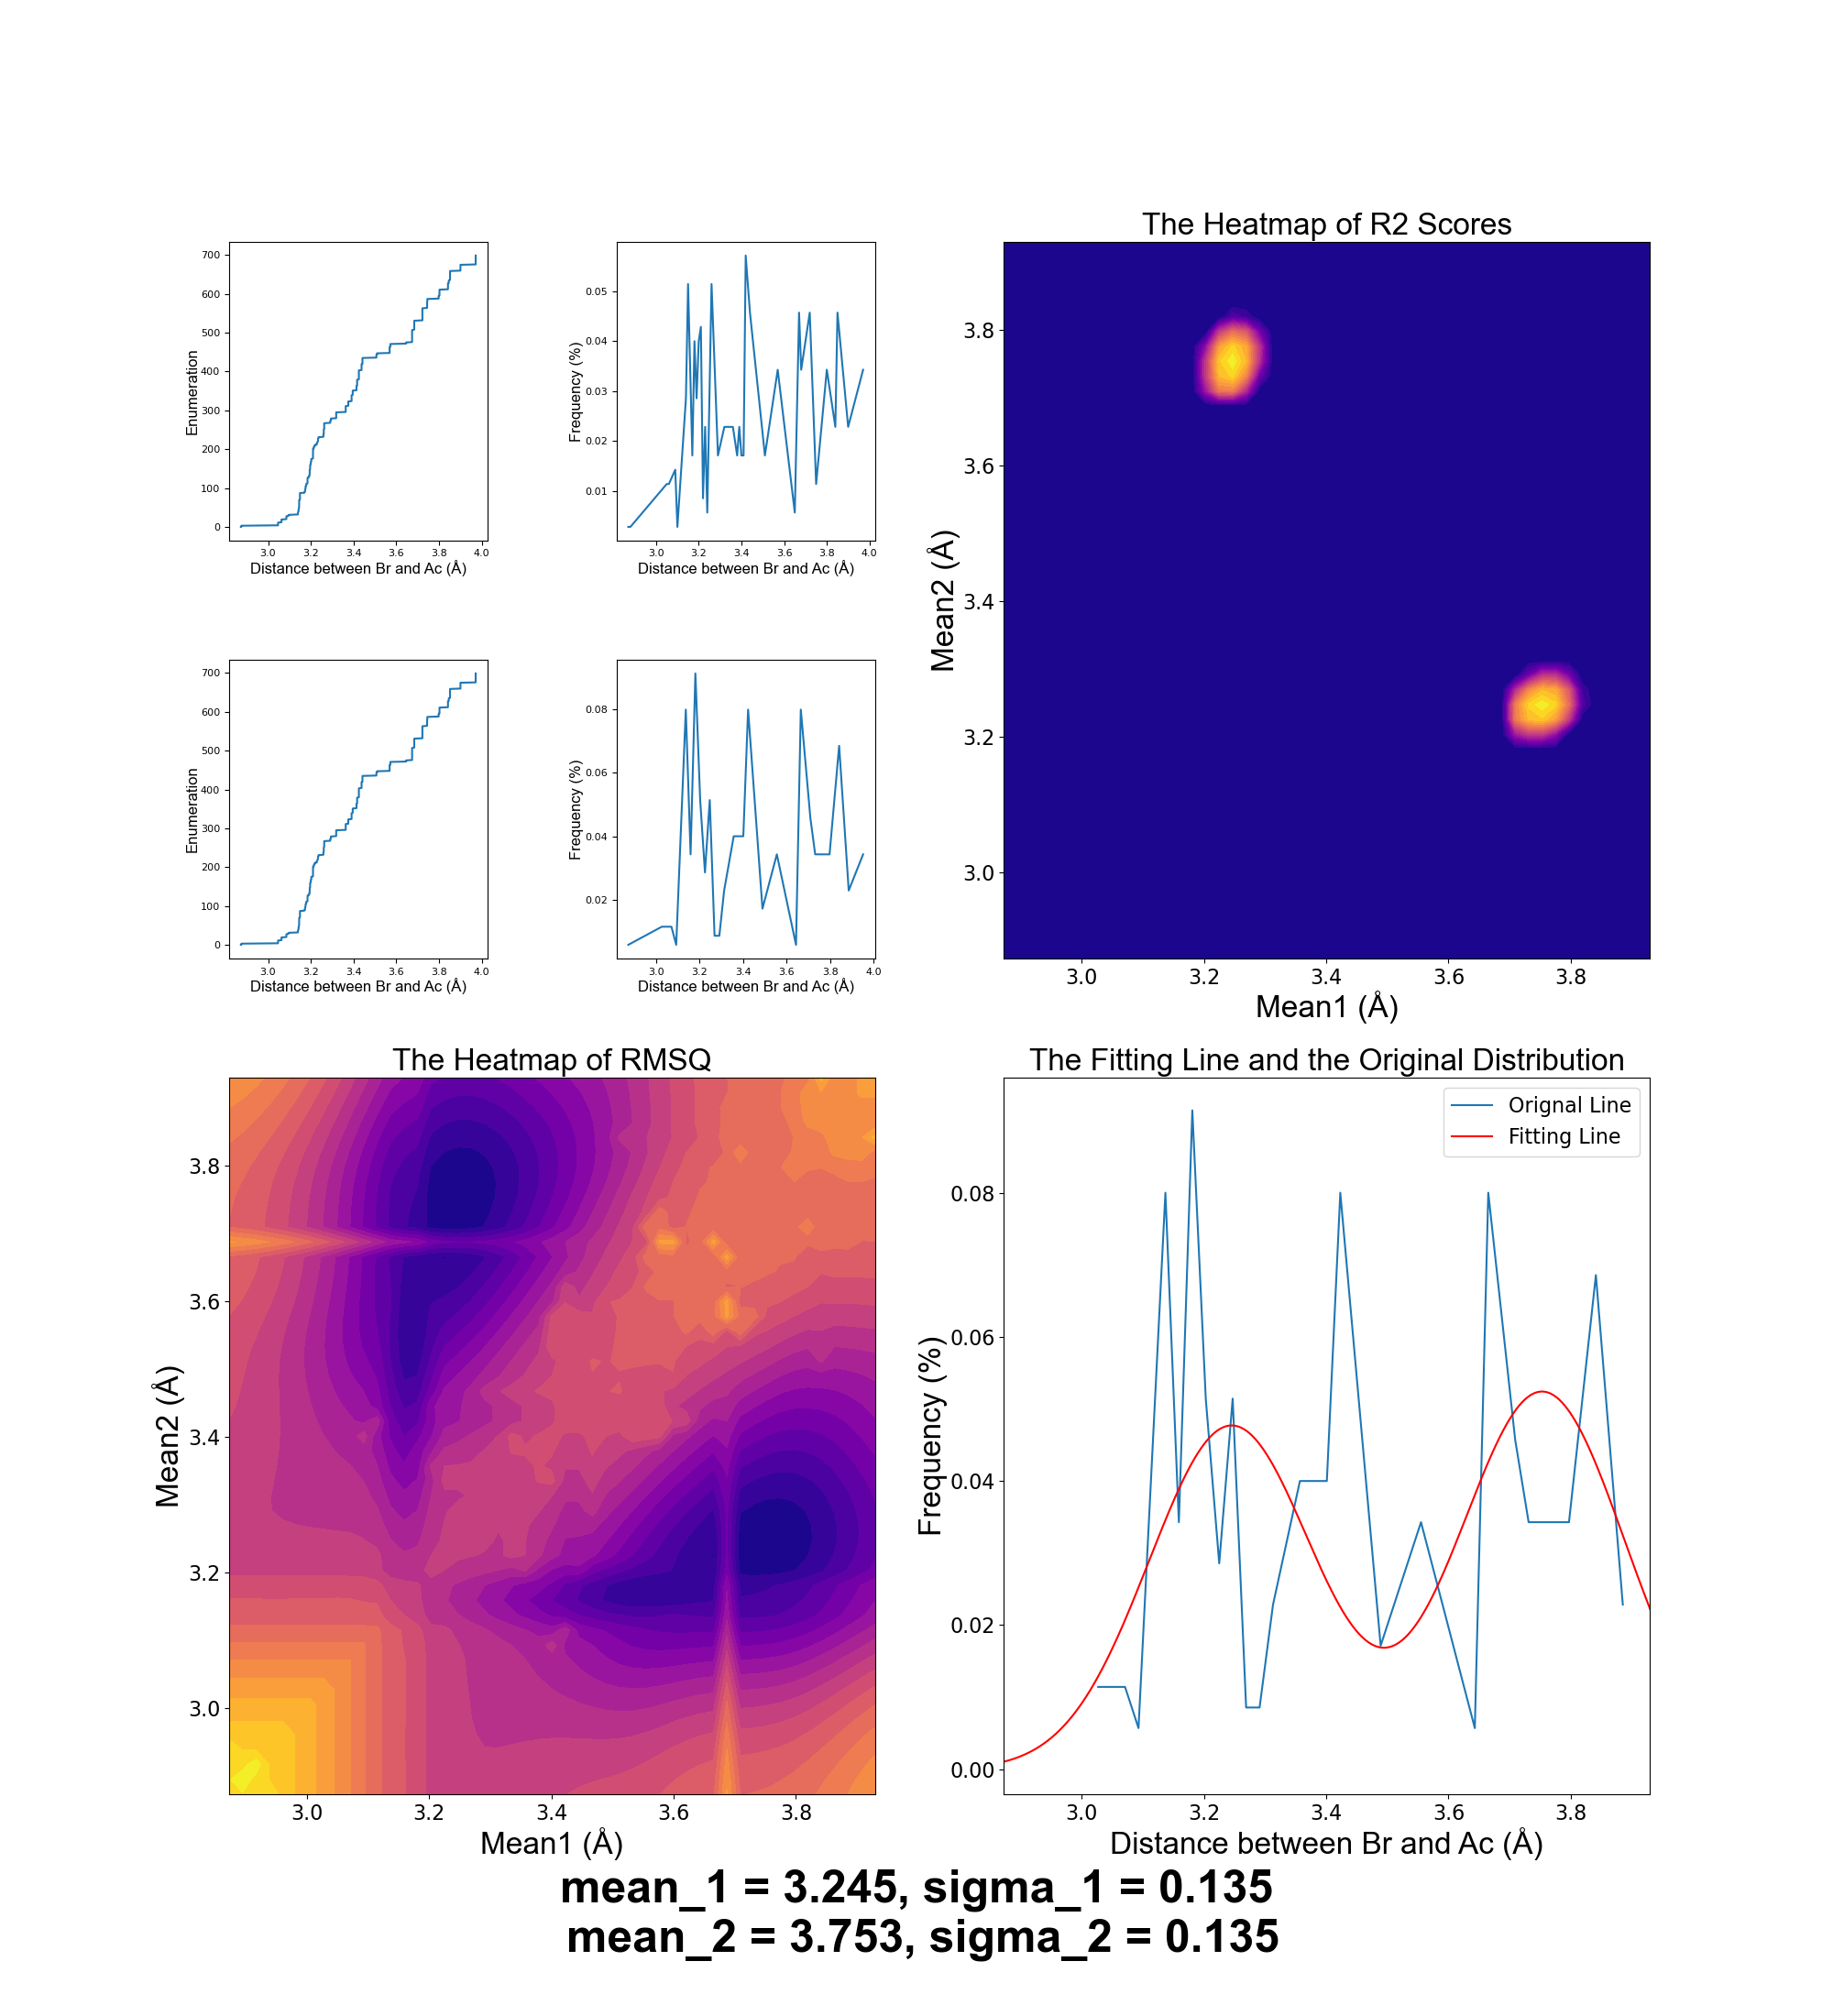 The Heatmap of R2 Scores
700
600
500
400
300
200
100
0
Enumeration
3.0 3.2 3.4 3.6 3.8 4.0
Distance between Br and Ac (Å)
0.05
0.04
0.03
0.02
0.01
Frequency (%)
3.0 3.2 3.4 3.6 3.8 4.0
Distance between Br and Ac (Å)
3.8
3.6
3.4
3.2
3.0
Mean2 (Å)
3.0 3.2 3.4 3.6 3.8
Mean1 (Å)
700
600
500
400
300
200
100
0
Enumeration
3.0 3.2 3.4 3.6 3.8 4.0
Distance between Br and Ac (Å)
0.08
0.06
0.04
0.02
Frequency (%)
3.0 3.2 3.4 3.6 3.8 4.0
Distance between Br and Ac (Å)
The Heatmap of RMSQ
3.8
3.6
3.4
3.2
3.0
Mean2 (Å)
3.0 3.2 3.4 3.6 3.8
Mean1 (Å)
The Fitting Line and the Original Distribution
Orignal Line
Fitting Line
0.08
0.06
0.04
0.02
0.00
Frequency (%)
3.0 3.2 3.4 3.6 3.8
Distance between Br and Ac (Å)
mean_1 = 3.245, sigma_1 = 0.135
mean_2 = 3.753, sigma_2 = 0.135